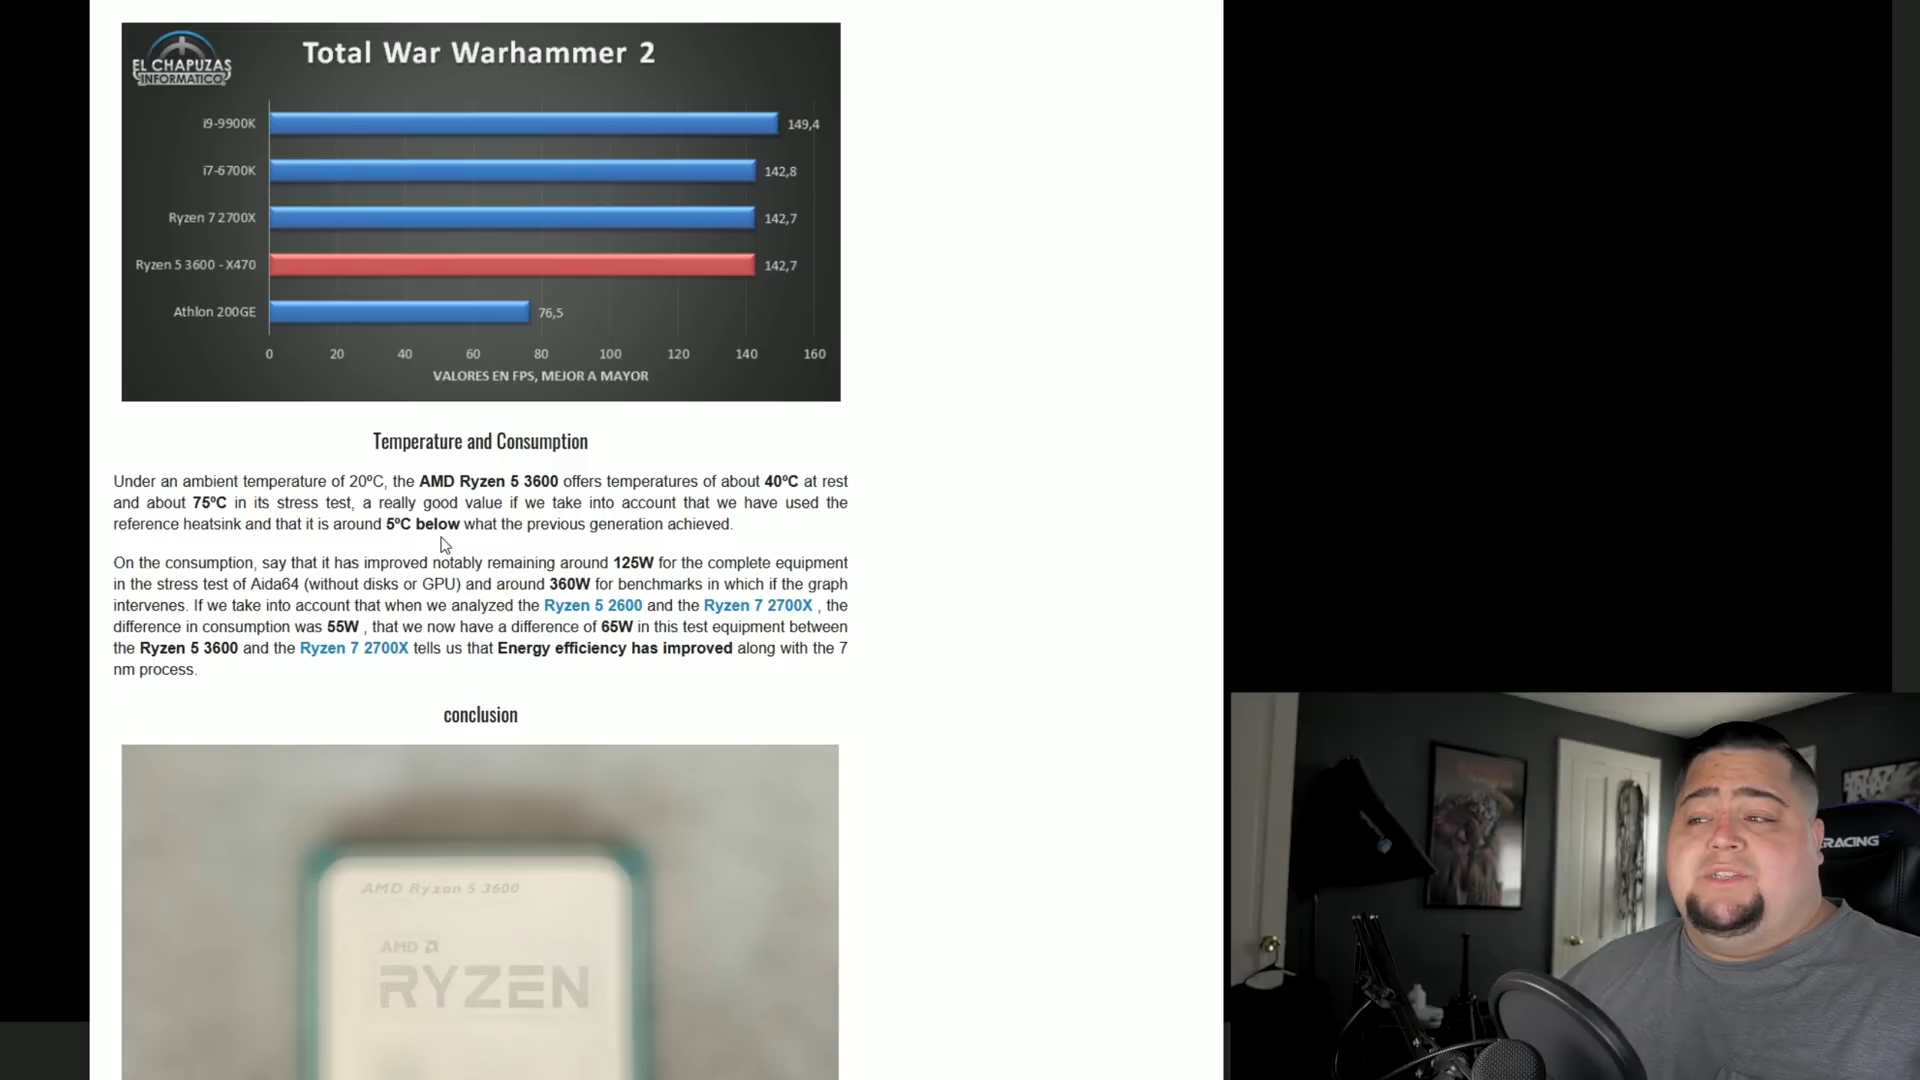 EL CHAPUZAS
INFORMATICO
Total War Warhammer 2
i9-9900K
149,4
i7-6700K
142,8
Ryzen 7 2700X
142,7
Ryzen 5 3600 - X470
142,7
Athlon 200GE
76,5
0 20 40 60 80 100 120 140 160
VALORES EN FPS, MEJOR A MAYOR
Temperature and Consumption
Under an ambient temperature of 20ºC, the AMD Ryzen 5 3600 offers temperatures of about 40ºC at rest
and about 75ºC in its stress test, a really good value if we take into account that we have used the
reference heatsink and that it is around 5ºC below what the previous generation achieved.
On the consumption, say that it has improved notably remaining around 125W for the complete equipment
in the stress test of Aida64 (without disks or GPU) and around 360W for benchmarks in which if the graph
intervenes. If we take into account that when we analyzed the Ryzen 5 2600 and the Ryzen 7 2700X , the
difference in consumption was 55W , that we now have a difference of 65W in this test equipment between
the Ryzen 5 3600 and the Ryzen 7 2700X tells us that Energy efficiency has improved along with the 7
nm process.
conclusion
AMD Ryzen 5 3600
AMD
RYZEN
RACING